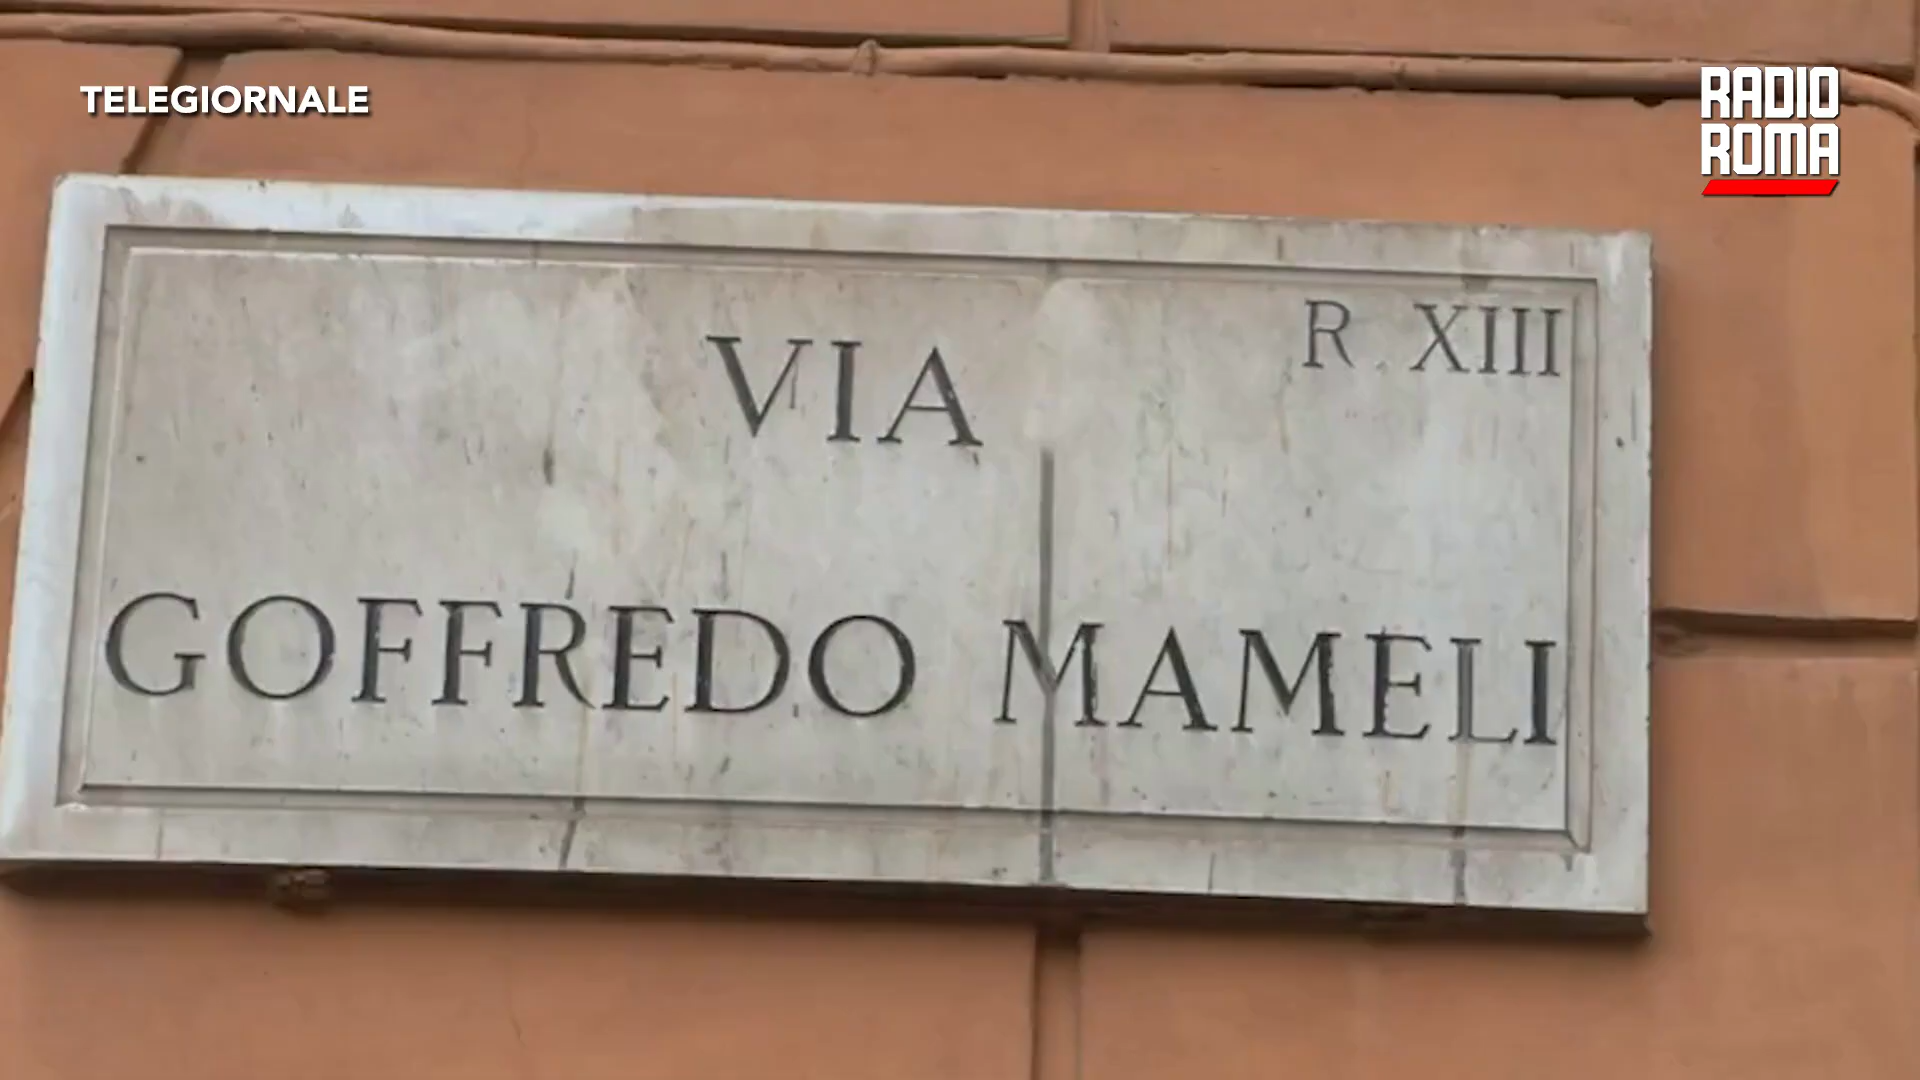 TELEGIORNALE
RADIO
ROMA
R. XIII
VIA
GOFFREDO MAMELI